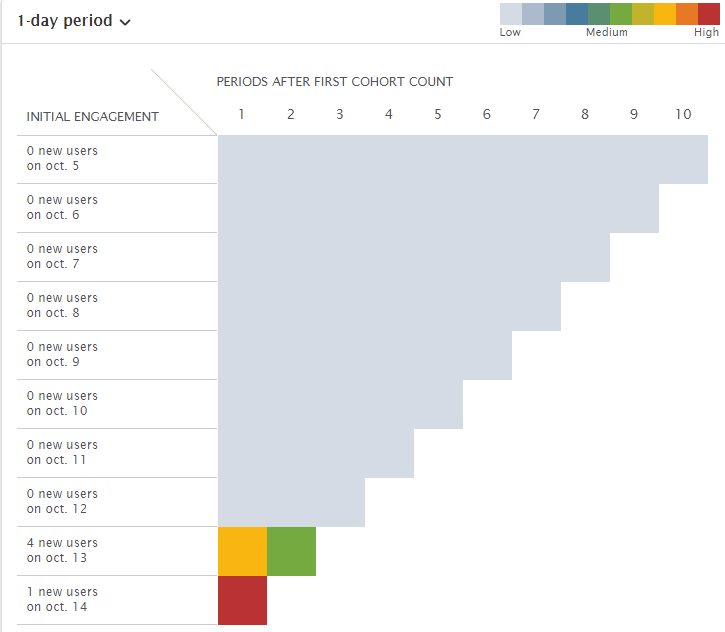 1-day period
Low Medium High
PERIODS AFTER FIRST COHORT COUNT
INITIAL ENGAGEMENT 1 2 3 4 5 6 7 8 9 10
0 new users
on oct. 5
0 new users
on oct. 6
0 new users
on oct. 7
0 new users
on oct. 8
0 new users
on oct. 9
0 new users
on oct. 10
0 new users
on oct. 11
0 new users
on oct. 12
4 new users
on oct. 13
1 new users
on oct. 14